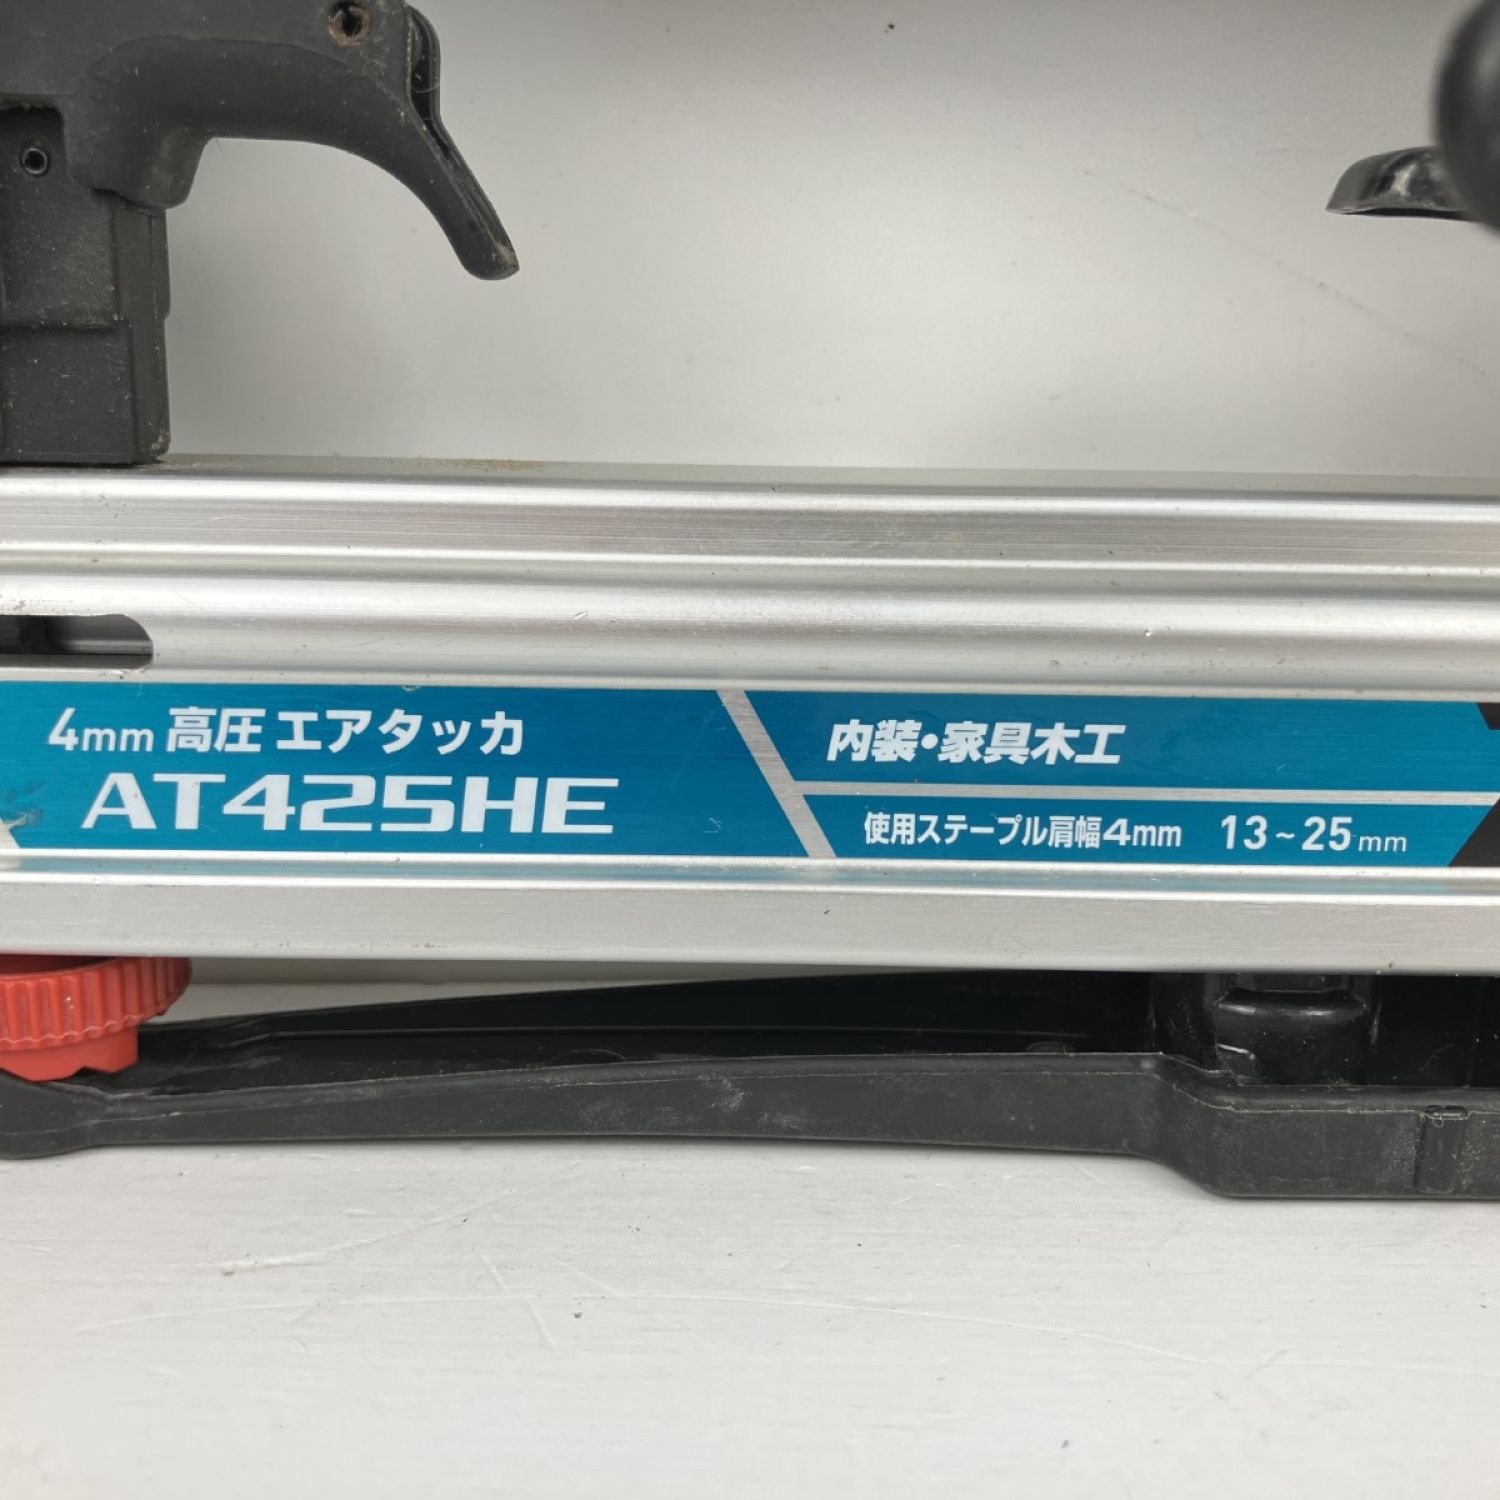 4mm 高圧 エアタッカ
AT425HE
内装・家具木工
使用ステープル肩幅4mm 13~25mm